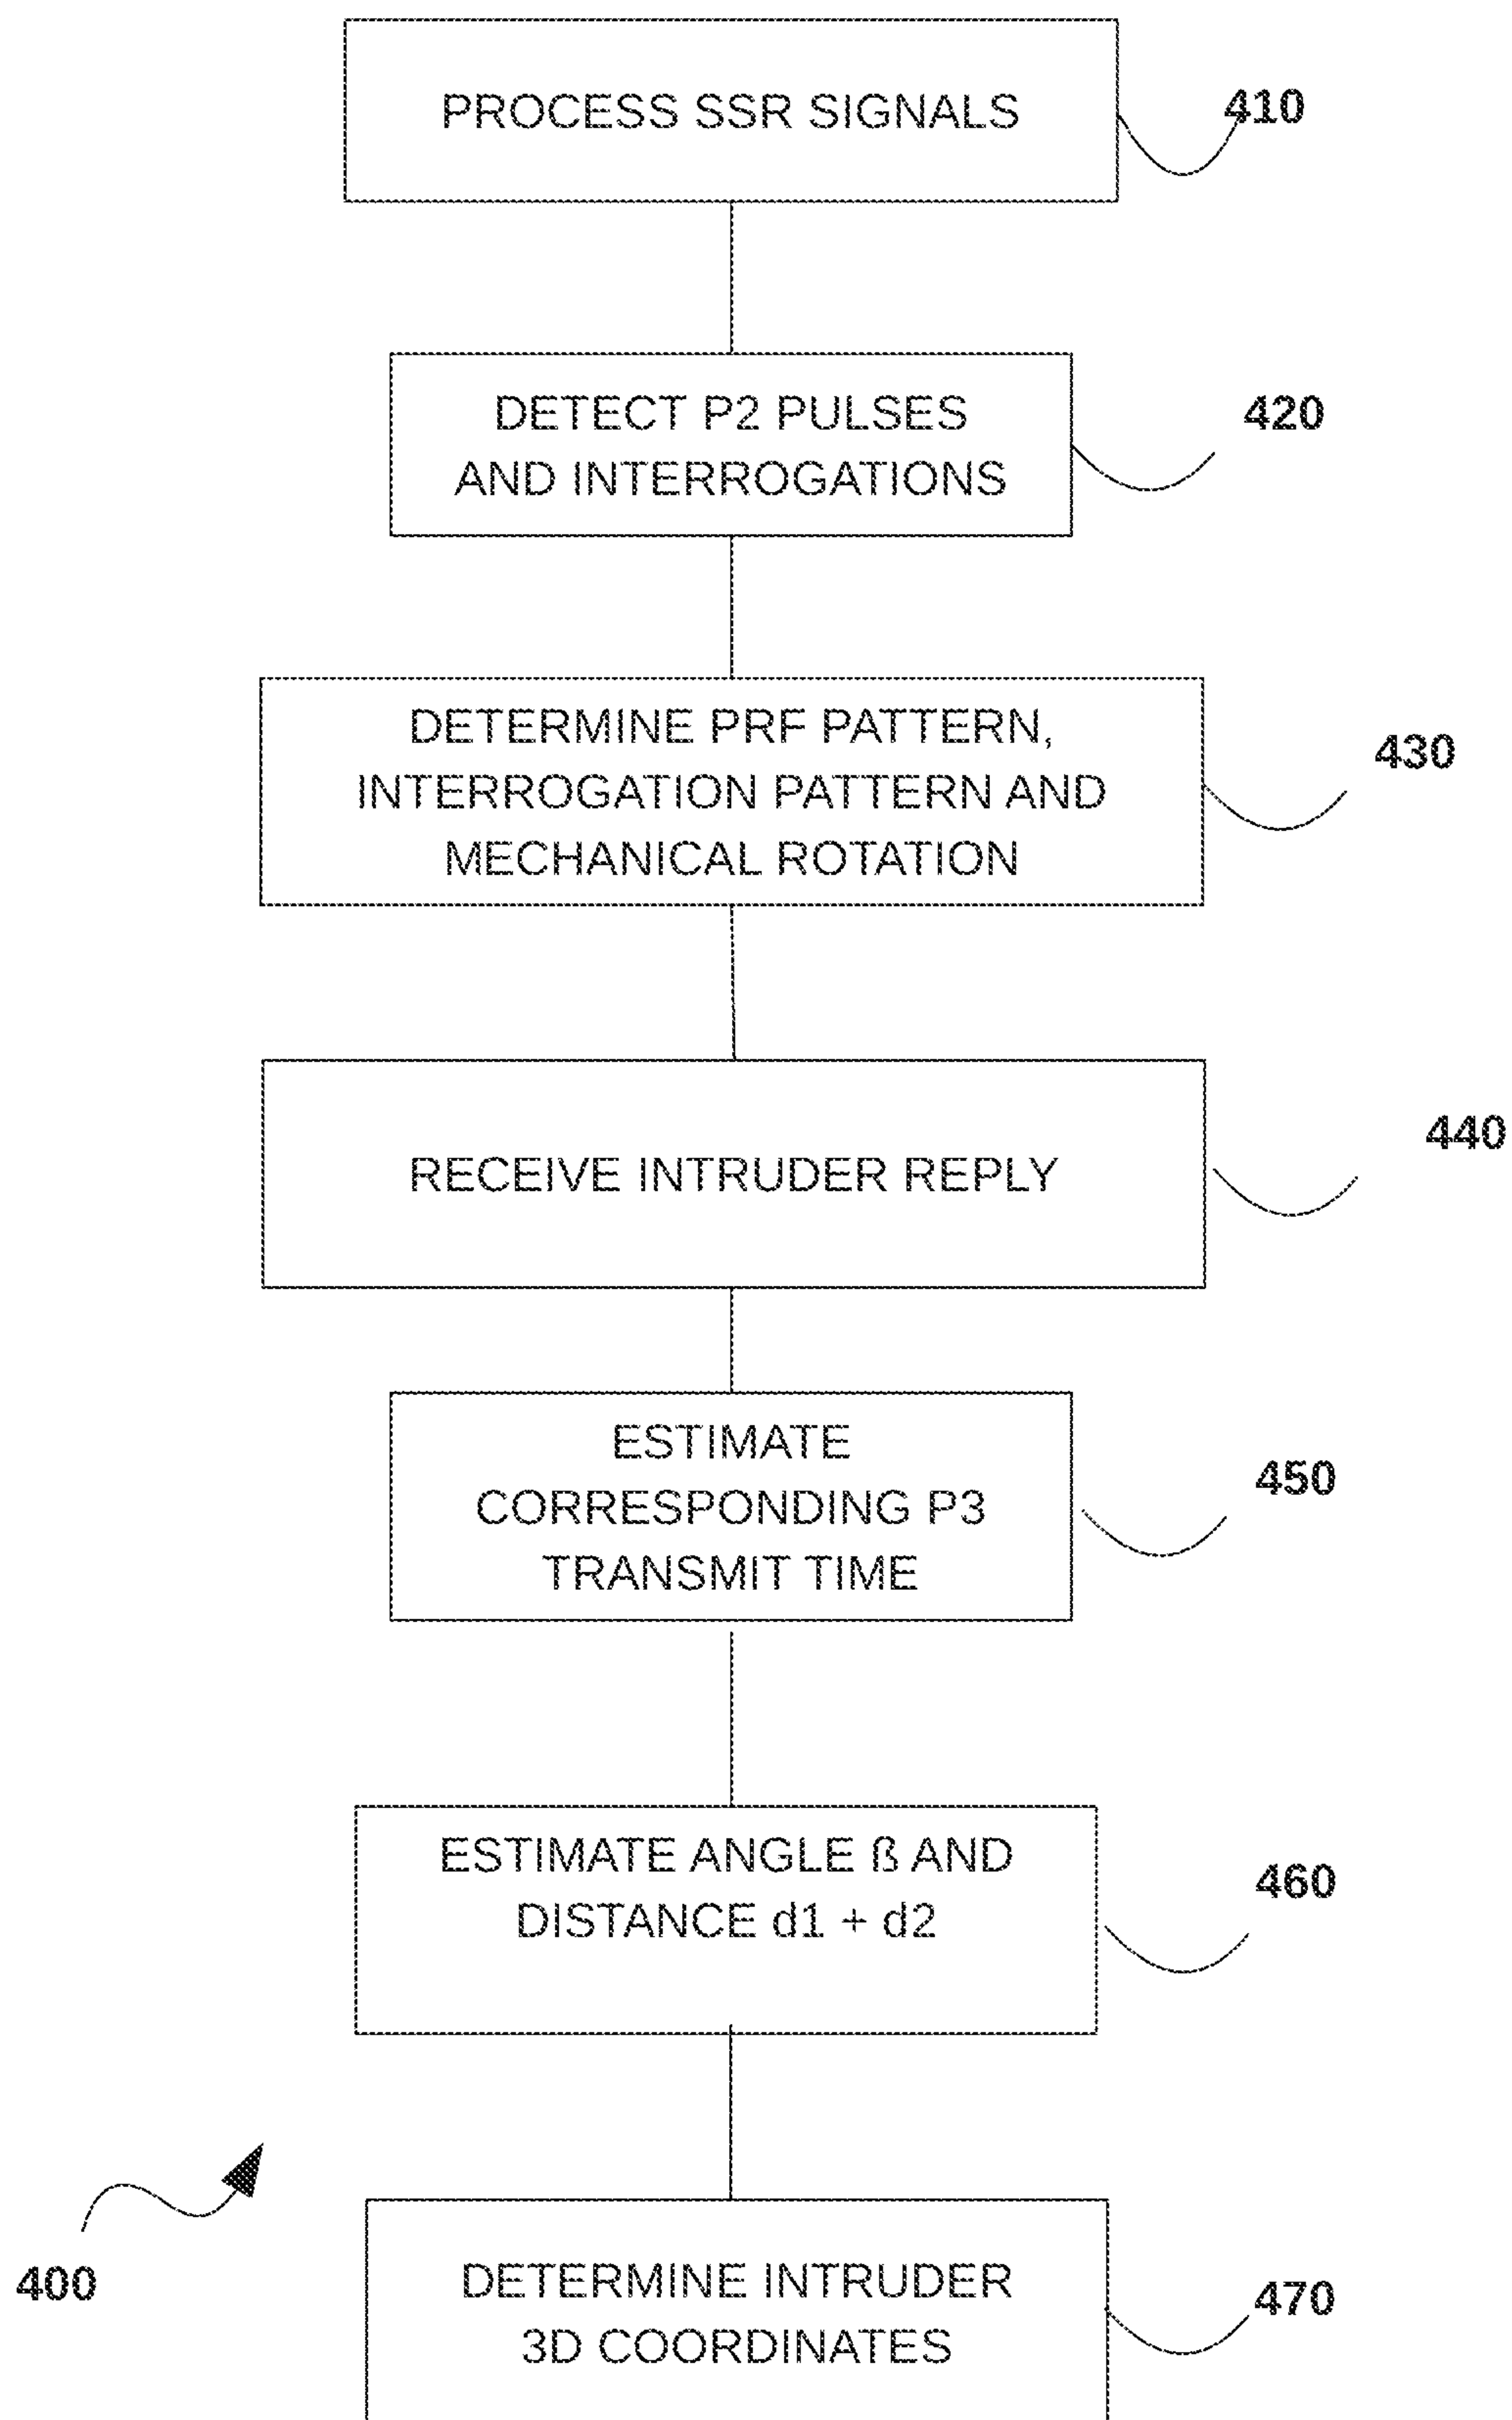 PROCESS SSR SIGNALS
410
DETECT P2 PULSES
AND INTERROGATIONS
420
DETERMINE PRF PATTERN,
INTERROGATION PATTERN AND
MECHANICAL ROTATION
430
RECEIVE INTRUDER REPLY
440
ESTIMATE
CORRESPONDING P3
TRANSMIT TIME
450
ESTIMATE ANGLE ß AND
DISTANCE d1 + d2
460
400
DETERMINE INTRUDER
3D COORDINATES
470